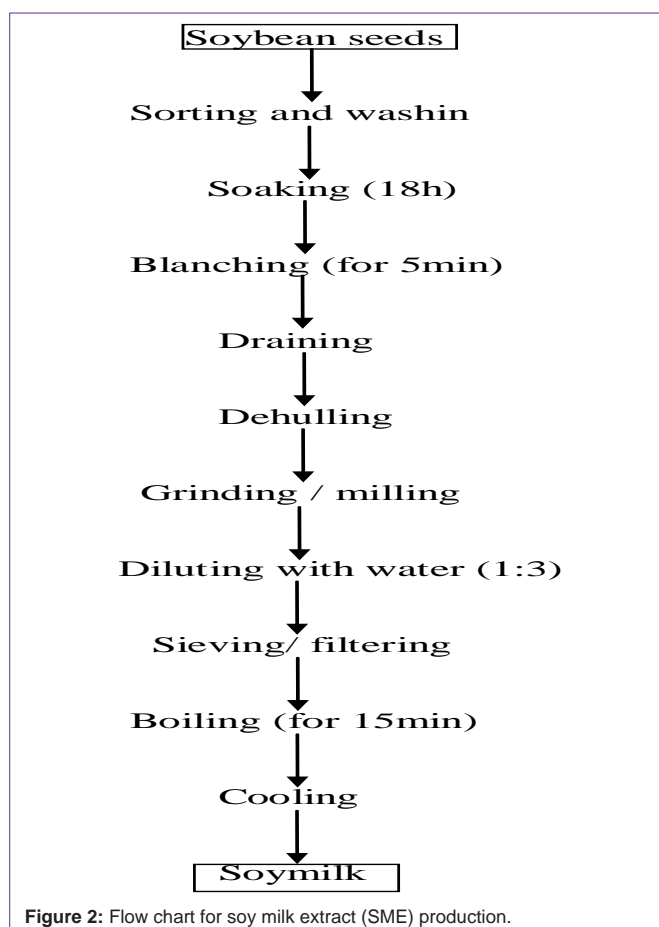 Soybean seeds
Sorting and washin
Soaking (18h)
Blanching (for 5min)
Draining
Dehulling
Grinding / milling
Diluting with water (1:3)
Sieving/ filtering
Boiling (for 15min)
Cooling
Soymilk
Figure 2: Flow chart for soy milk extract (SME) production.